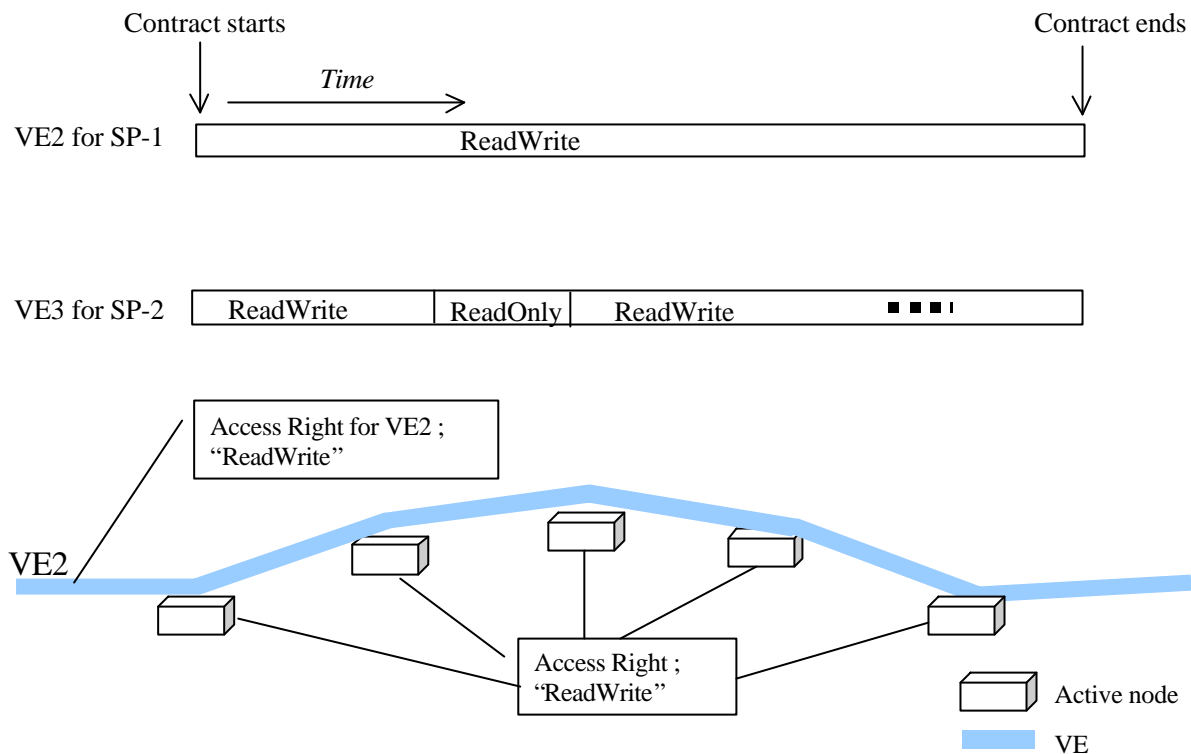 Contract starts
Contract ends
Time
VE2 for SP-1
ReadWrite
VE3 for SP-2
ReadWrite
ReadOnly
ReadWrite
Access Right for VE2 ;
“ReadWrite”
VE2
Access Right ;
“ReadWrite”
Active node
VE